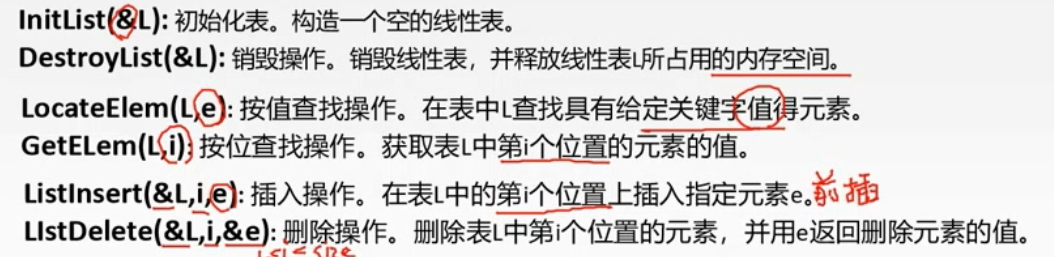 InitList(&L): 初始化表。构造一个空的线性表。
DestroyList(&L): 销毁操作。销毁线性表，并释放线性表L所占用的内存空间。
LocateElem(L,e): 按值查找操作。在表中L查找具有给定关键字值得元素。
GetELem(L,i): 按位查找操作。获取表L中第i个位置的元素的值。
ListInsert(&L,i,e): 插入操作。在表L中的第i个位置上插入指定元素e。前插
LIstDelete(&L,i,&e): 删除操作。删除表L中第i个位置的元素，并用e返回删除元素的值。